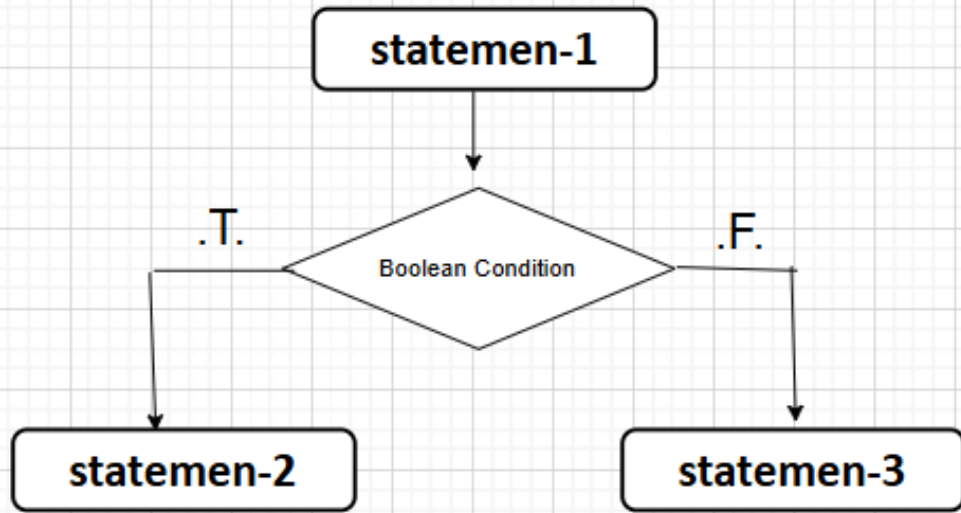 statemen-1
.T.
.F.
Boolean Condition
statemen-2
statemen-3